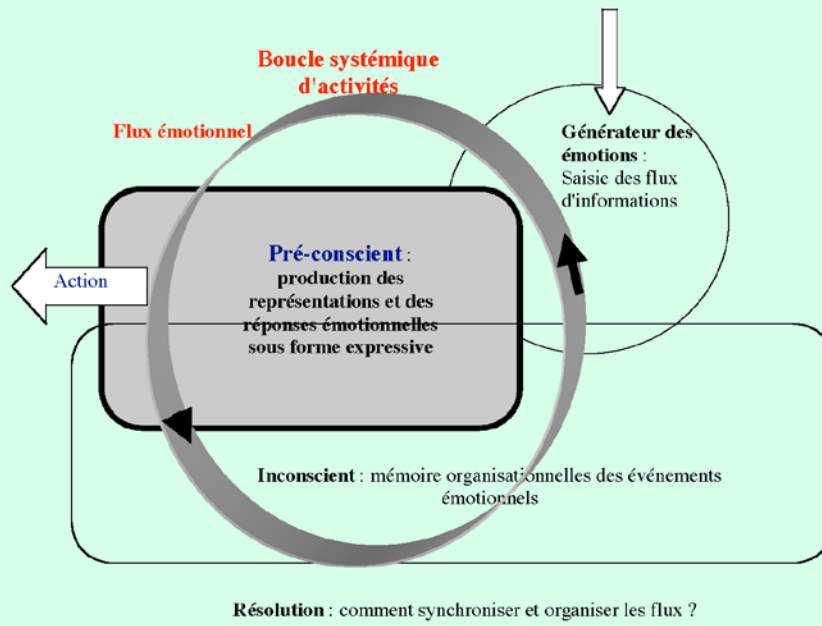 Boucle systémique
d'activités
Flux émotionnel
Générateur des
émotions :
Saisie des flux
d'informations
Pré-conscient :
production des
représentations et des
réponses émotionnelles
sous forme expressive
Action
Inconscient : mémoire organisationnelles des événements
émotionnels
Résolution : comment synchroniser et organiser les flux ?